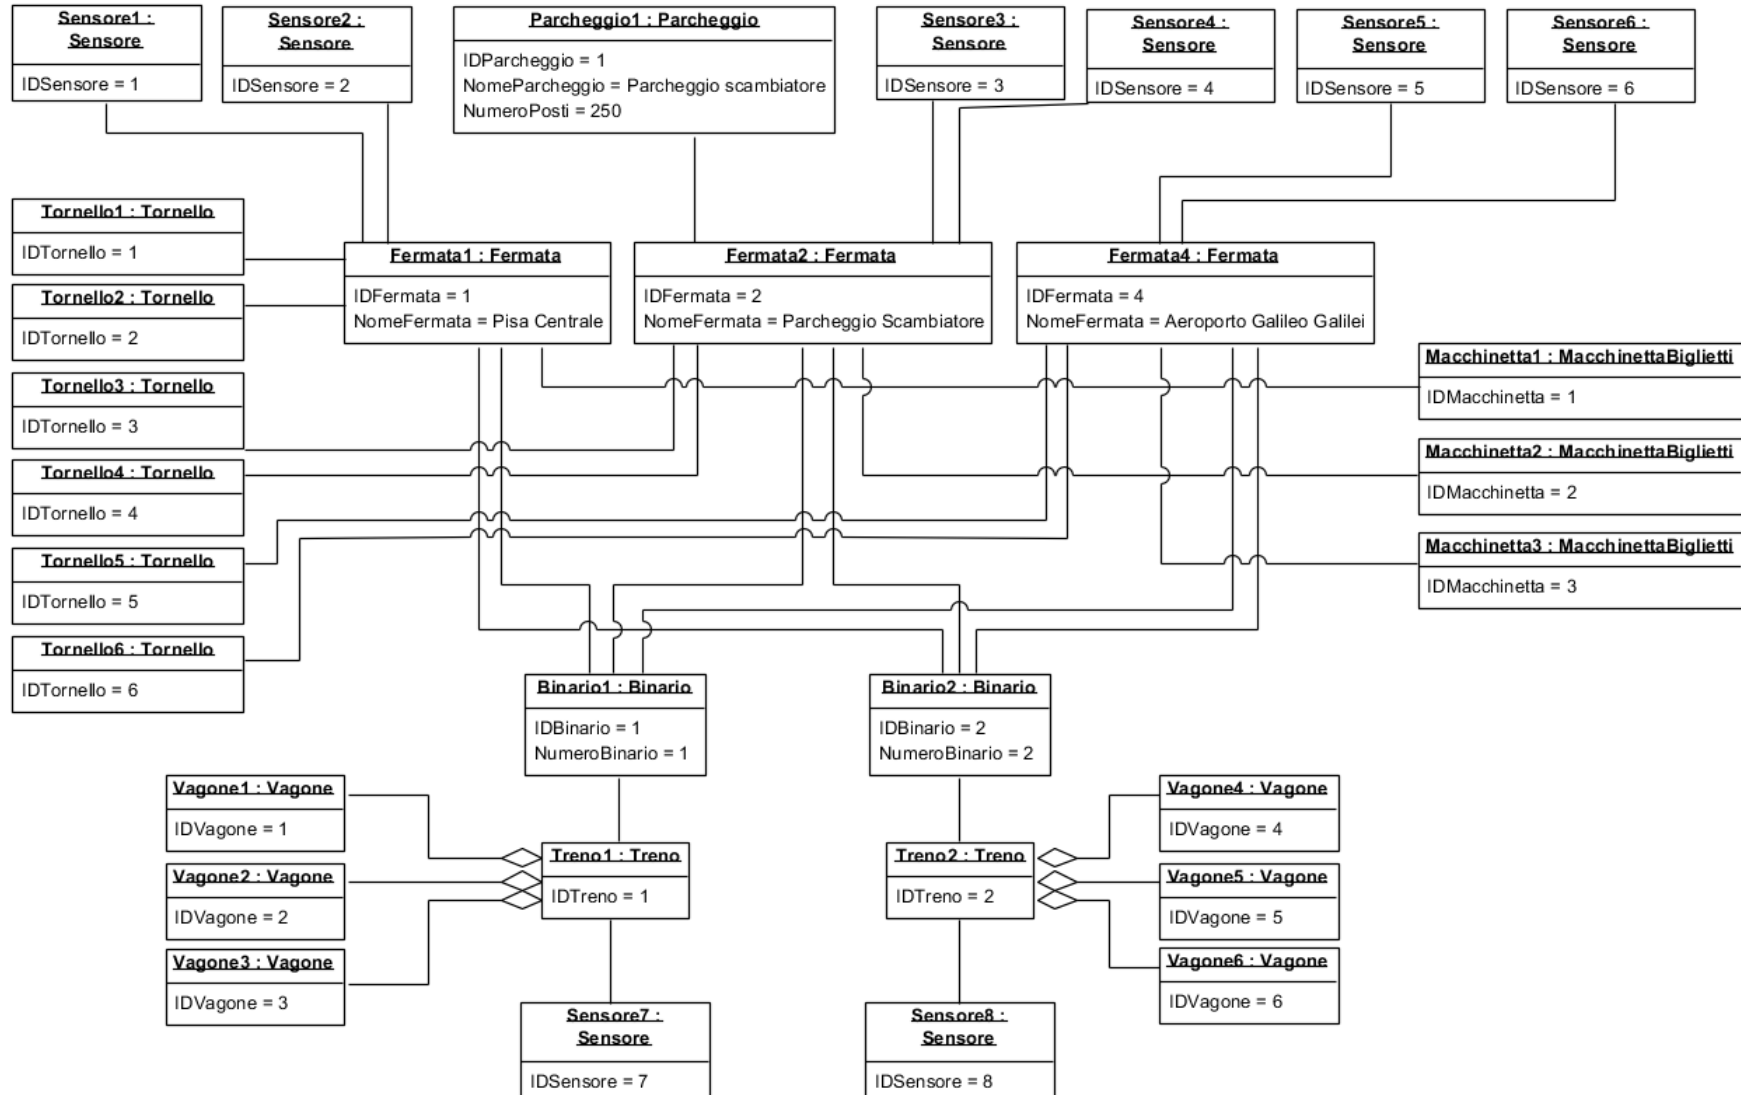 Sensore1 :
Sensore
IDSensore = 1
Sensore2 :
Sensore
IDSensore = 2
Parcheggio1 : Parcheggio
IDParcheggio = 1
NomeParcheggio = Parcheggio scambiatore
NumeroPosti = 250
Sensore3 :
Sensore
IDSensore = 3
Sensore4 :
Sensore
IDSensore = 4
Sensore5 :
Sensore
IDSensore = 5
Sensore6 :
Sensore
IDSensore = 6
Tornello1 : Tornello
IDTornello = 1
Tornello2 : Tornello
IDTornello = 2
Tornello3 : Tornello
IDTornello = 3
Tornello4 : Tornello
IDTornello = 4
Tornello5 : Tornello
IDTornello = 5
Tornello6 : Tornello
IDTornello = 6
Fermata1 : Fermata
IDFermata = 1
NomeFermata = Pisa Centrale
Fermata2 : Fermata
IDFermata = 2
NomeFermata = Parcheggio Scambiatore
Fermata4 : Fermata
IDFermata = 4
NomeFermata = Aeroporto Galileo Galilei
Macchinetta1 : MacchinettaBiglietti
IDMacchinetta = 1
Macchinetta2 : MacchinettaBiglietti
IDMacchinetta = 2
Macchinetta3 : MacchinettaBiglietti
IDMacchinetta = 3
Binario1 : Binario
IDBinario = 1
NumeroBinario = 1
Binario2 : Binario
IDBinario = 2
NumeroBinario = 2
Vagone1 : Vagone
IDVagone = 1
Vagone2 : Vagone
IDVagone = 2
Vagone3 : Vagone
IDVagone = 3
Treno1 : Treno
IDTreno = 1
Treno2 : Treno
IDTreno = 2
Vagone4 : Vagone
IDVagone = 4
Vagone5 : Vagone
IDVagone = 5
Vagone6 : Vagone
IDVagone = 6
Sensore7 :
Sensore
IDSensore = 7
Sensore8 :
Sensore
IDSensore = 8